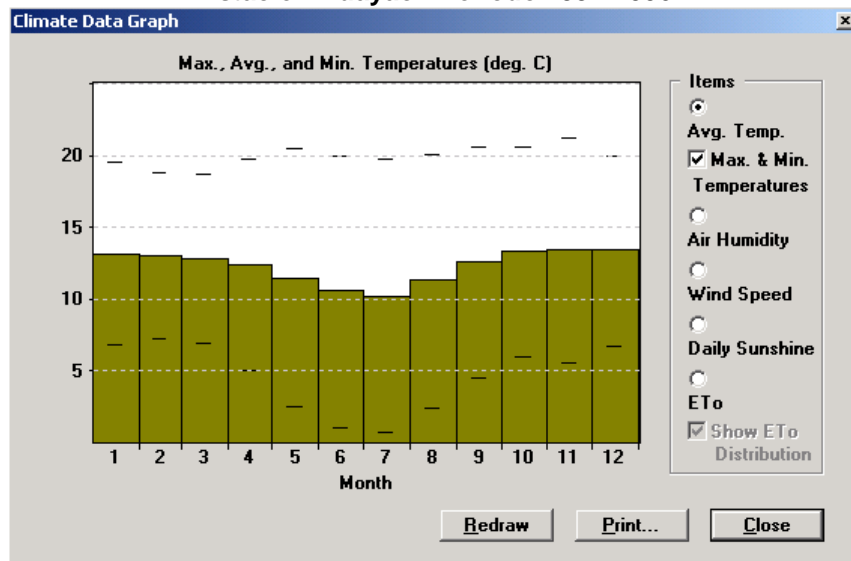 Climate Data Graph
Max., Avg., and Min. Temperatures (deg. C)
20
15
10
5
1 2 3 4 5 6 7 8 9 10 11 12
Month
Items
Avg. Temp.
Max. & Min.
Temperatures
Air Humidity
Wind Speed
Daily Sunshine
ETo
Show ETo
Distribution
Redraw
Print...
Close